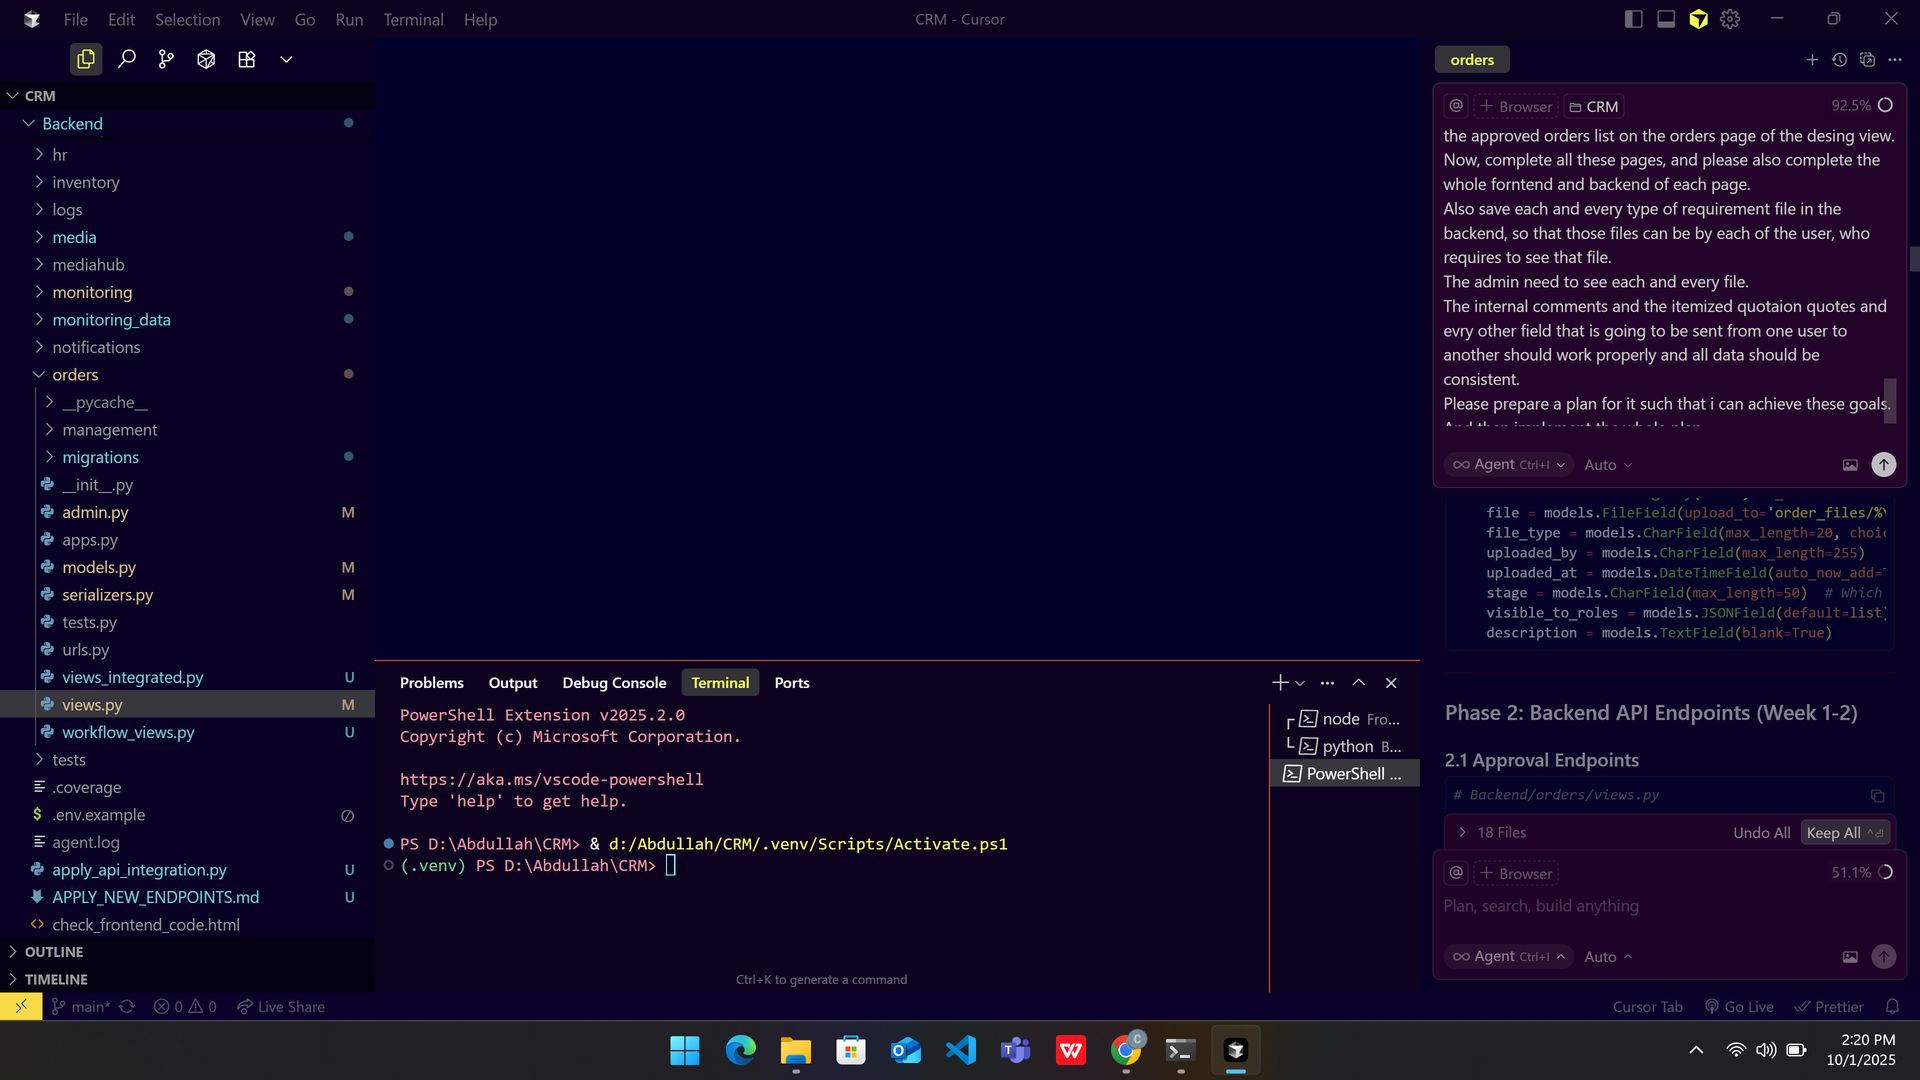 File Edit Selection View Go Run Terminal Help
CRM - Cursor
CRM
Backend
hr
inventory
logs
media
mediahub
monitoring
monitoring_data
notifications
orders
__pycache__
management
migrations
__init__.py
admin.py M
apps.py
models.py M
serializers.py M
tests.py
urls.py
views_integrated.py U
views.py M
workflow_views.py U
tests
.coverage
.env.example
agent.log
apply_api_integration.py U
APPLY_NEW_ENDPOINTS.md U
check_frontend_code.html
OUTLINE
TIMELINE
Problems Output Debug Console Terminal Ports
PowerShell Extension v2025.2.0
Copyright (c) Microsoft Corporation.
https://aka.ms/vscode-powershell
Type 'help' to get help.
PS D:\Abdullah\CRM> & d:/Abdullah/CRM/.venv/Scripts/Activate.ps1
(.venv) PS D:\Abdullah\CRM>
Ctrl+K to generate a command
node Fro...
python B...
PowerShell ...
orders
@ + Browser CRM 92.5%
the approved orders list on the orders page of the desing view.
Now, complete all these pages, and please also complete the
whole forntend and backend of each page.
Also save each and every type of requirement file in the
backend, so that those files can be by each of the user, who
requires to see that file.
The admin need to see each and every file.
The internal comments and the itemized quotaion quotes and
evry other field that is going to be sent from one user to
another should work properly and all data should be
consistent.
Please prepare a plan for it such that i can achieve these goals.
And then implement the whole plan
Agent Ctrl+I Auto
file = models.FileField(upload_to='order_files/%
file_type = models.CharField(max_length=20, choic
uploaded_by = models.CharField(max_length=255)
uploaded_at = models.DateTimeField(auto_now_add=
stage = models.CharField(max_length=50) # Which
visible_to_roles = models.JSONField(default=list)
description = models.TextField(blank=True)
Phase 2: Backend API Endpoints (Week 1-2)
2.1 Approval Endpoints
# Backend/orders/views.py
18 Files Undo All Keep All
@ + Browser 51.1%
Plan, search, build anything
Agent Ctrl+I Auto
main* 0 0 Live Share
Cursor Tab Go Live Prettier
2:20 PM
10/1/2025